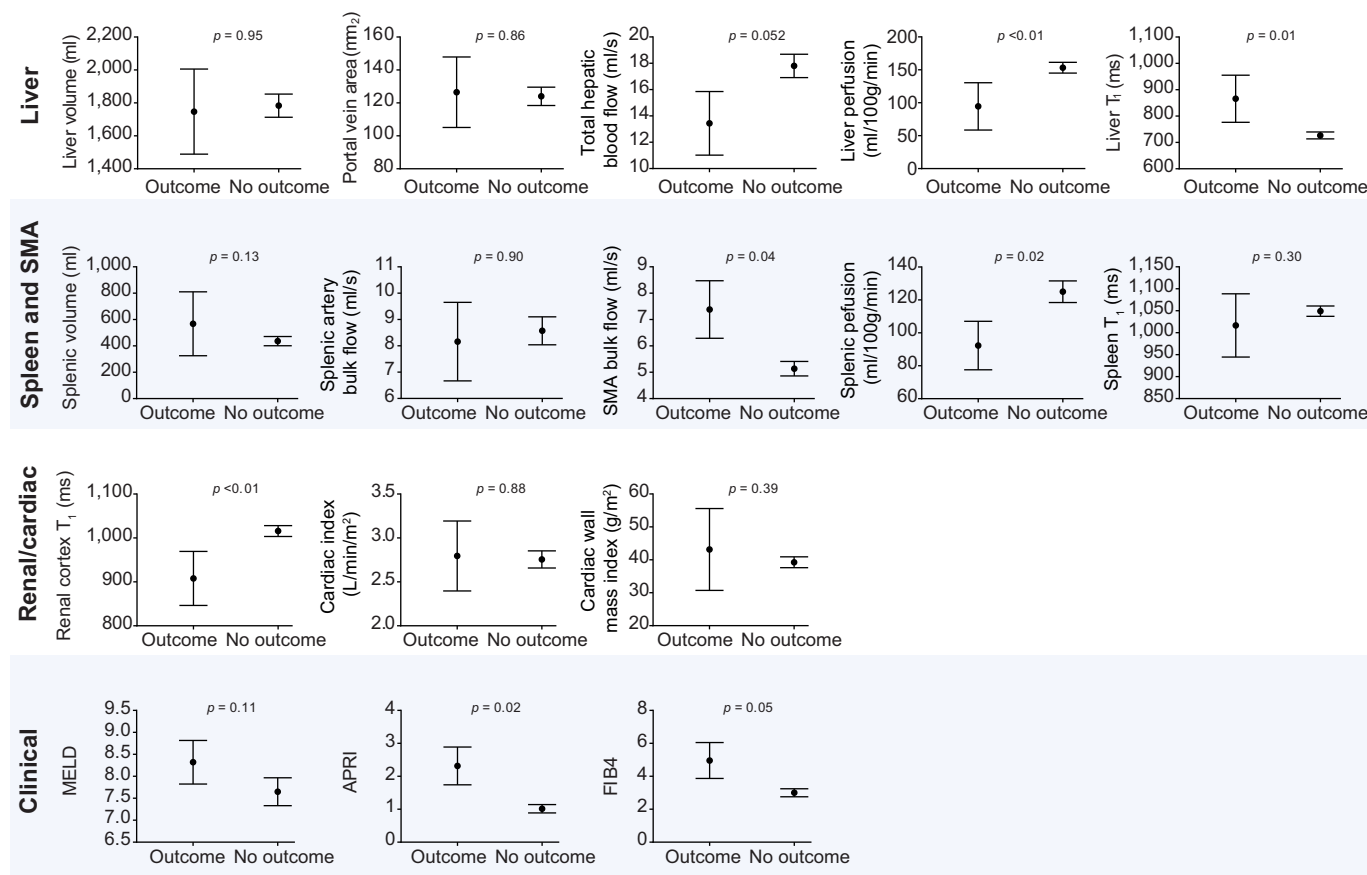 Liver
Liver volume (ml)
2,200
2,000
1,800
1,600
1,400
p = 0.95
Outcome No outcome
Portal vein area (mm2)
160
140
120
100
80
p = 0.86
Outcome No outcome
Total hepatic
blood flow (ml/s)
20
18
16
14
12
10
p = 0.052
Outcome No outcome
Liver perfusion
(ml/100g/min)
200
150
100
50
0
p <0.01
Outcome No outcome
Liver T1 (ms)
1,100
1,000
900
800
700
600
p = 0.01
Outcome No outcome
Spleen and SMA
Splenic volume (ml)
1,000
800
600
400
200
0
p = 0.13
Outcome No outcome
Splenic artery
bulk flow (ml/s)
11
10
9
8
7
6
p = 0.90
Outcome No outcome
SMA bulk flow (ml/s)
9
8
7
6
5
4
p = 0.04
Outcome No outcome
Splenic pefusion
(ml/100g/min)
140
120
100
80
60
p = 0.02
Outcome No outcome
Spleen T1 (ms)
1,150
1,100
1,050
1,000
950
900
850
p = 0.30
Outcome No outcome
Renal/cardiac
Renal cortex T1 (ms)
1,100
1,000
900
800
p <0.01
Outcome No outcome
Cardiac index
(L/min/m²)
3.5
3.0
2.5
2.0
p = 0.88
Outcome No outcome
Cardiac wall
mass index (g/m²)
60
50
40
30
20
p = 0.39
Outcome No outcome
Clinical
MELD
9.5
9.0
8.5
8.0
7.5
7.0
6.5
p = 0.11
Outcome No outcome
APRI
4
3
2
1
0
p = 0.02
Outcome No outcome
FIB4
8
6
4
2
0
p = 0.05
Outcome No outcome